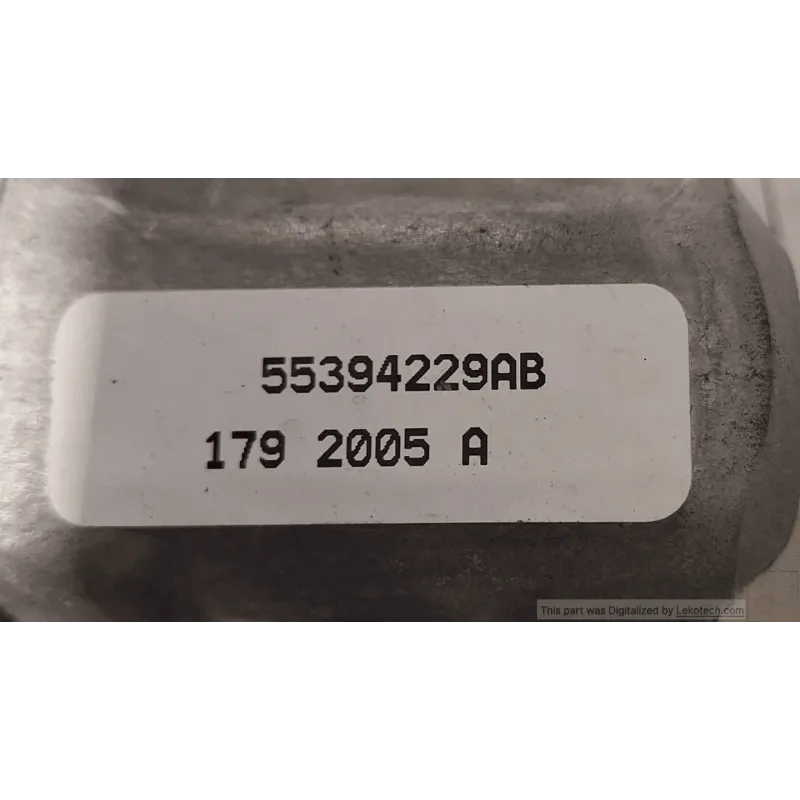 55394229AB
179 2005 A
This part was Digitalized by Lekotech.com